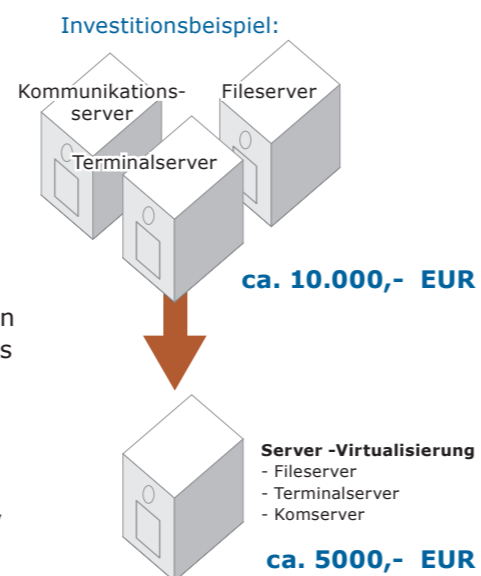 Investitionsbeispiel:
Kommunikations-
server
Fileserver
Terminalserver
ca. 10.000,- EUR
n
s
Server -Virtualisierung
- Fileserver
- Terminalserver
- Komserver
ca. 5000,- EUR